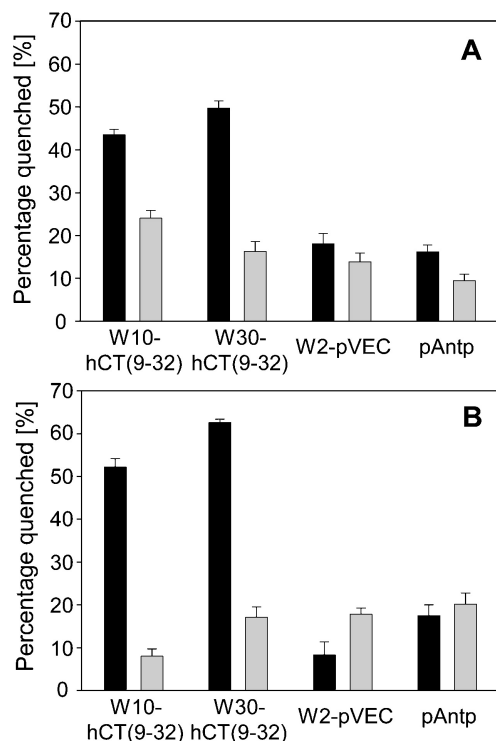 A
Percentage quenched [%]
70
60
50
40
30
20
10
0
W10- W30- W2-pVEC pAntp
hCT(9-32) hCT(9-32)
B
Percentage quenched [%]
70
60
50
40
30
20
10
0
W10- W30- W2-pVEC pAntp
hCT(9-32) hCT(9-32)